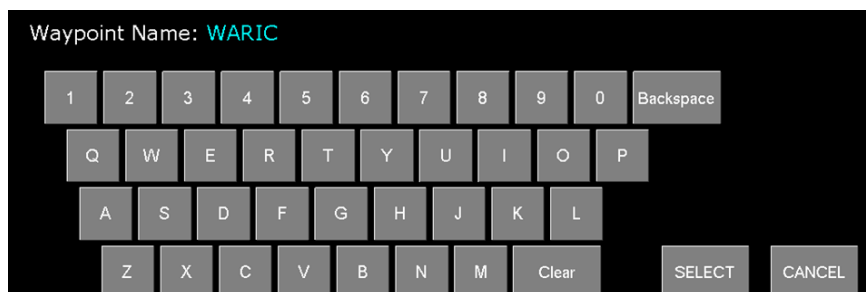 Waypoint Name: WARIC
1 2 3 4 5 6 7 8 9 0 Backspace
Q W E R T Y U I O P
A S D F G H J K L
Z X C V B N M Clear SELECT CANCEL